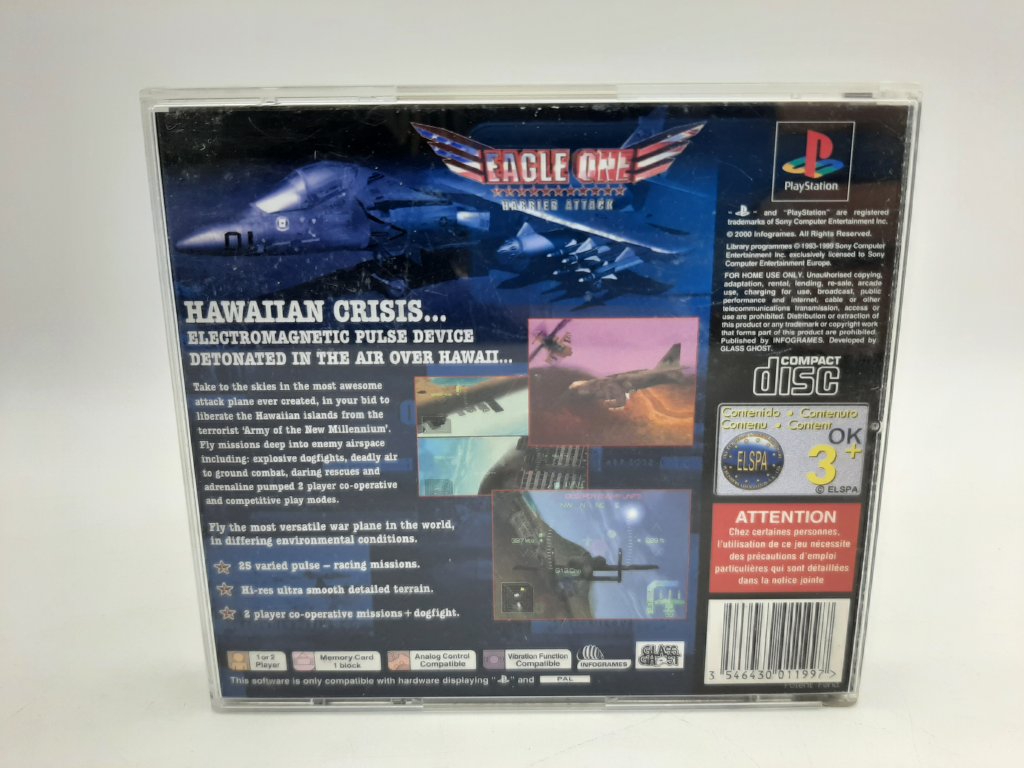 EAGLE ONE
HARRIER ATTACK
01
HAWAIIAN CRISIS...
ELECTROMAGNETIC PULSE DEVICE
DETONATED IN THE AIR OVER HAWAII...
Take to the skies in the most awesome
attack plane ever created, in your bid to
liberate the Hawaiian islands from the
terrorist 'Army of the New Millennium'.
Fly missions deep into enemy airspace
including: explosive dogfights, deadly air
to ground combat, daring rescues and
adrenaline pumped 2 player co-operative
and competitive play modes.
Fly the most versatile war plane in the world,
in differing environmental conditions.
25 varied pulse – racing missions.
Hi-res ultra smooth detailed terrain.
2 player co-operative missions + dogfight.
1 or 2
Player
Memory-Card
1 block
Analog Control
Compatible
Vibration Function
Compatible
INFOGRAMES
GLASS
GHOST
This software is only compatible with hardware displaying " " and PAL
PlayStation
" " and "PlayStation" are registered
trademarks of Sony Computer Entertainment Inc.
© 2000 Infogrames. All Rights Reserved.
Library programmes © 1993-1999 Sony Computer
Entertainment Inc. exclusively licensed to Sony
Computer Entertainment Europe.
FOR HOME USE ONLY. Unauthorised copying,
adaptation, rental, lending, re-sale, arcade
use, charging for use, broadcast, public
performance and internet, cable or other
telecommunications transmission, access or
use are prohibited. Distribution or extraction of
this product or any trademark or copyright work
that forms part of this product are prohibited.
Published by INFOGRAMES. Developed by
GLASS GHOST.
COMPACT
disc
Contenido • Contenuto
Contenu • Content
OK
ELSPA
3+
© ELSPA
ATTENTION
Chez certaines personnes,
l'utilisation de ce jeu nécessite
des précautions d'emploi
particulières qui sont détaillées
dans la notice jointe
3 546430 011997 >